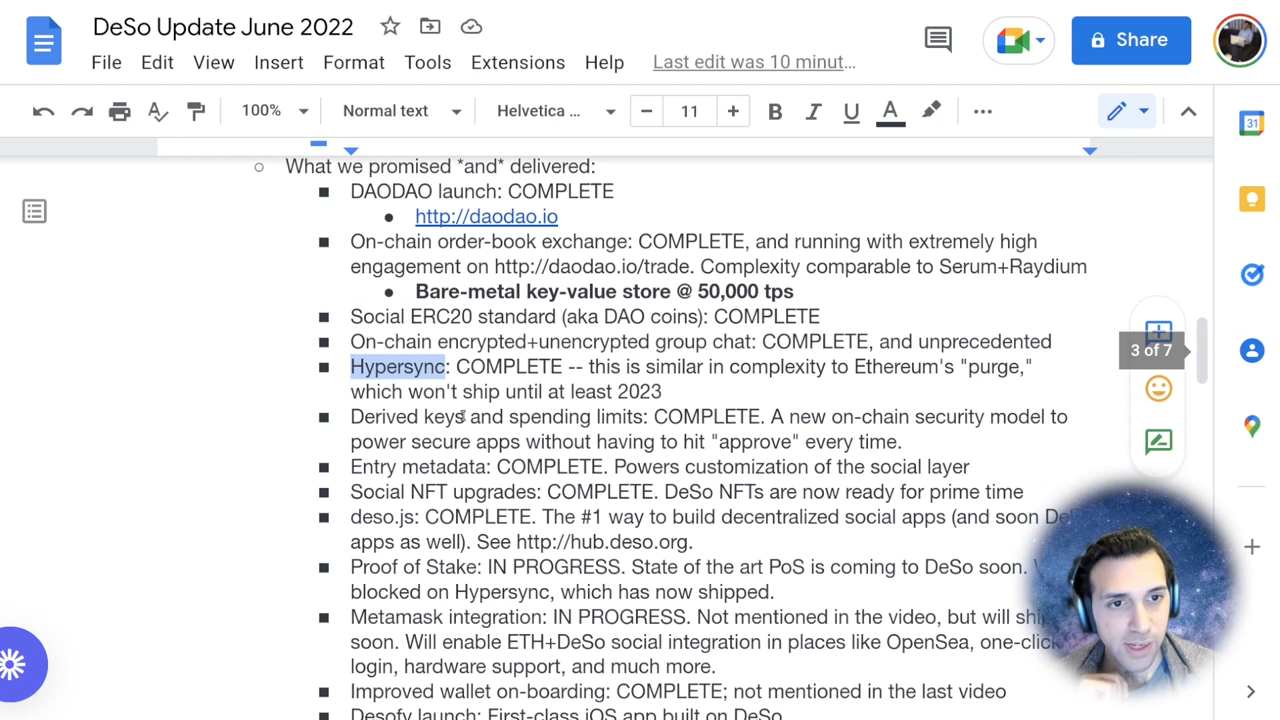 DeSo Update June 2022
File Edit View Insert Format Tools Extensions Help Last edit was 10 minut…
Share
100% Normal text Helvetica ... 11 B I U A
31
○ What we promised *and* delivered:
■ DAODAO launch: COMPLETE
● http://daodao.io
■ On-chain order-book exchange: COMPLETE, and running with extremely high
engagement on http://daodao.io/trade. Complexity comparable to Serum+Raydium
● Bare-metal key-value store @ 50,000 tps
■ Social ERC20 standard (aka DAO coins): COMPLETE
■ On-chain encrypted+unencrypted group chat: COMPLETE, and unprecedented
■ Hypersync: COMPLETE -- this is similar in complexity to Ethereum's "purge,"
which won't ship until at least 2023
3 of 7
■ Derived keys and spending limits: COMPLETE. A new on-chain security model to
power secure apps without having to hit "approve" every time.
■ Entry metadata: COMPLETE. Powers customization of the social layer
■ Social NFT upgrades: COMPLETE. DeSo NFTs are now ready for prime time
■ deso.js: COMPLETE. The #1 way to build decentralized social apps (and soon
apps as well). See http://hub.deso.org.
■ Proof of Stake: IN PROGRESS. State of the art PoS is coming to DeSo soon.
blocked on Hypersync, which has now shipped.
■ Metamask integration: IN PROGRESS. Not mentioned in the video, but will
soon. Will enable ETH+DeSo social integration in places like OpenSea,
login, hardware support, and much more.
■ Improved wallet on-boarding: COMPLETE; not mentioned in the last video
■ Desofy launch: First-class iOS app built on DeSo